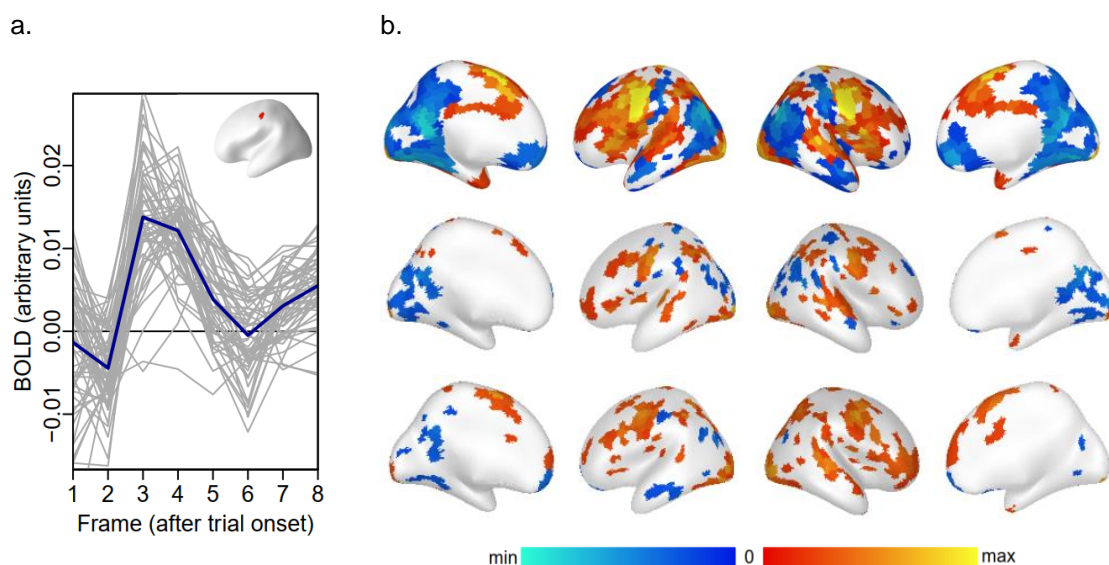 a.
b.
BOLD (arbitrary units)
0.02
0.01
0.00
−0.01
1 2 3 4 5 6 7 8
Frame (after trial onset)
min 0 max